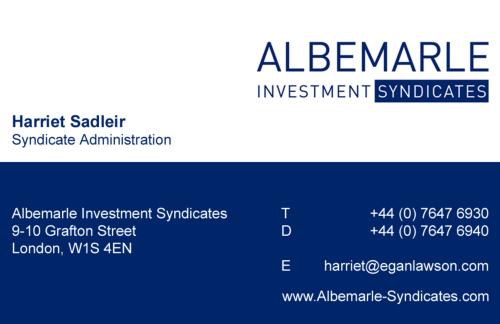 ALBEMARLE
INVESTMENT SYNDICATES
Harriet Sadleir
Syndicate Administration
Albemarle Investment Syndicates
9-10 Grafton Street
London, W1S 4EN
T +44 (0) 7647 6930
D +44 (0) 7647 6940
E harriet@eganlawson.com
www.Albemarle-Syndicates.com